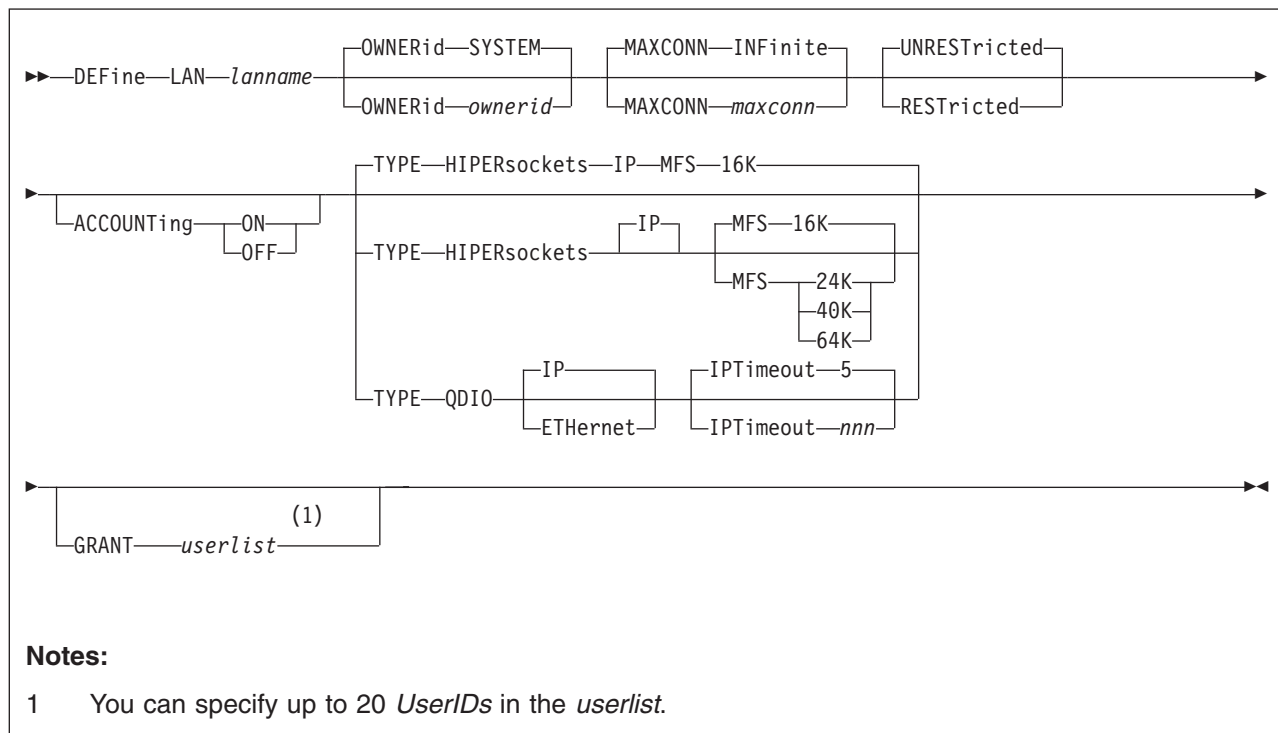 OWNERid SYSTEM MAXCONN INFinite UNRESTricted
DEFine LAN lanname
OWNERid ownerid MAXCONN maxconn RESTricted
TYPE HIPERsockets IP MFS 16K
ACCOUNTing ON IP MFS 16K
OFF TYPE HIPERsockets
MFS 24K
40K
64K
IP IPTimeout 5
TYPE QDIO
ETHernet IPTimeout nnn
(1)
GRANT userlist
Notes:
1 You can specify up to 20 UserIDs in the userlist.